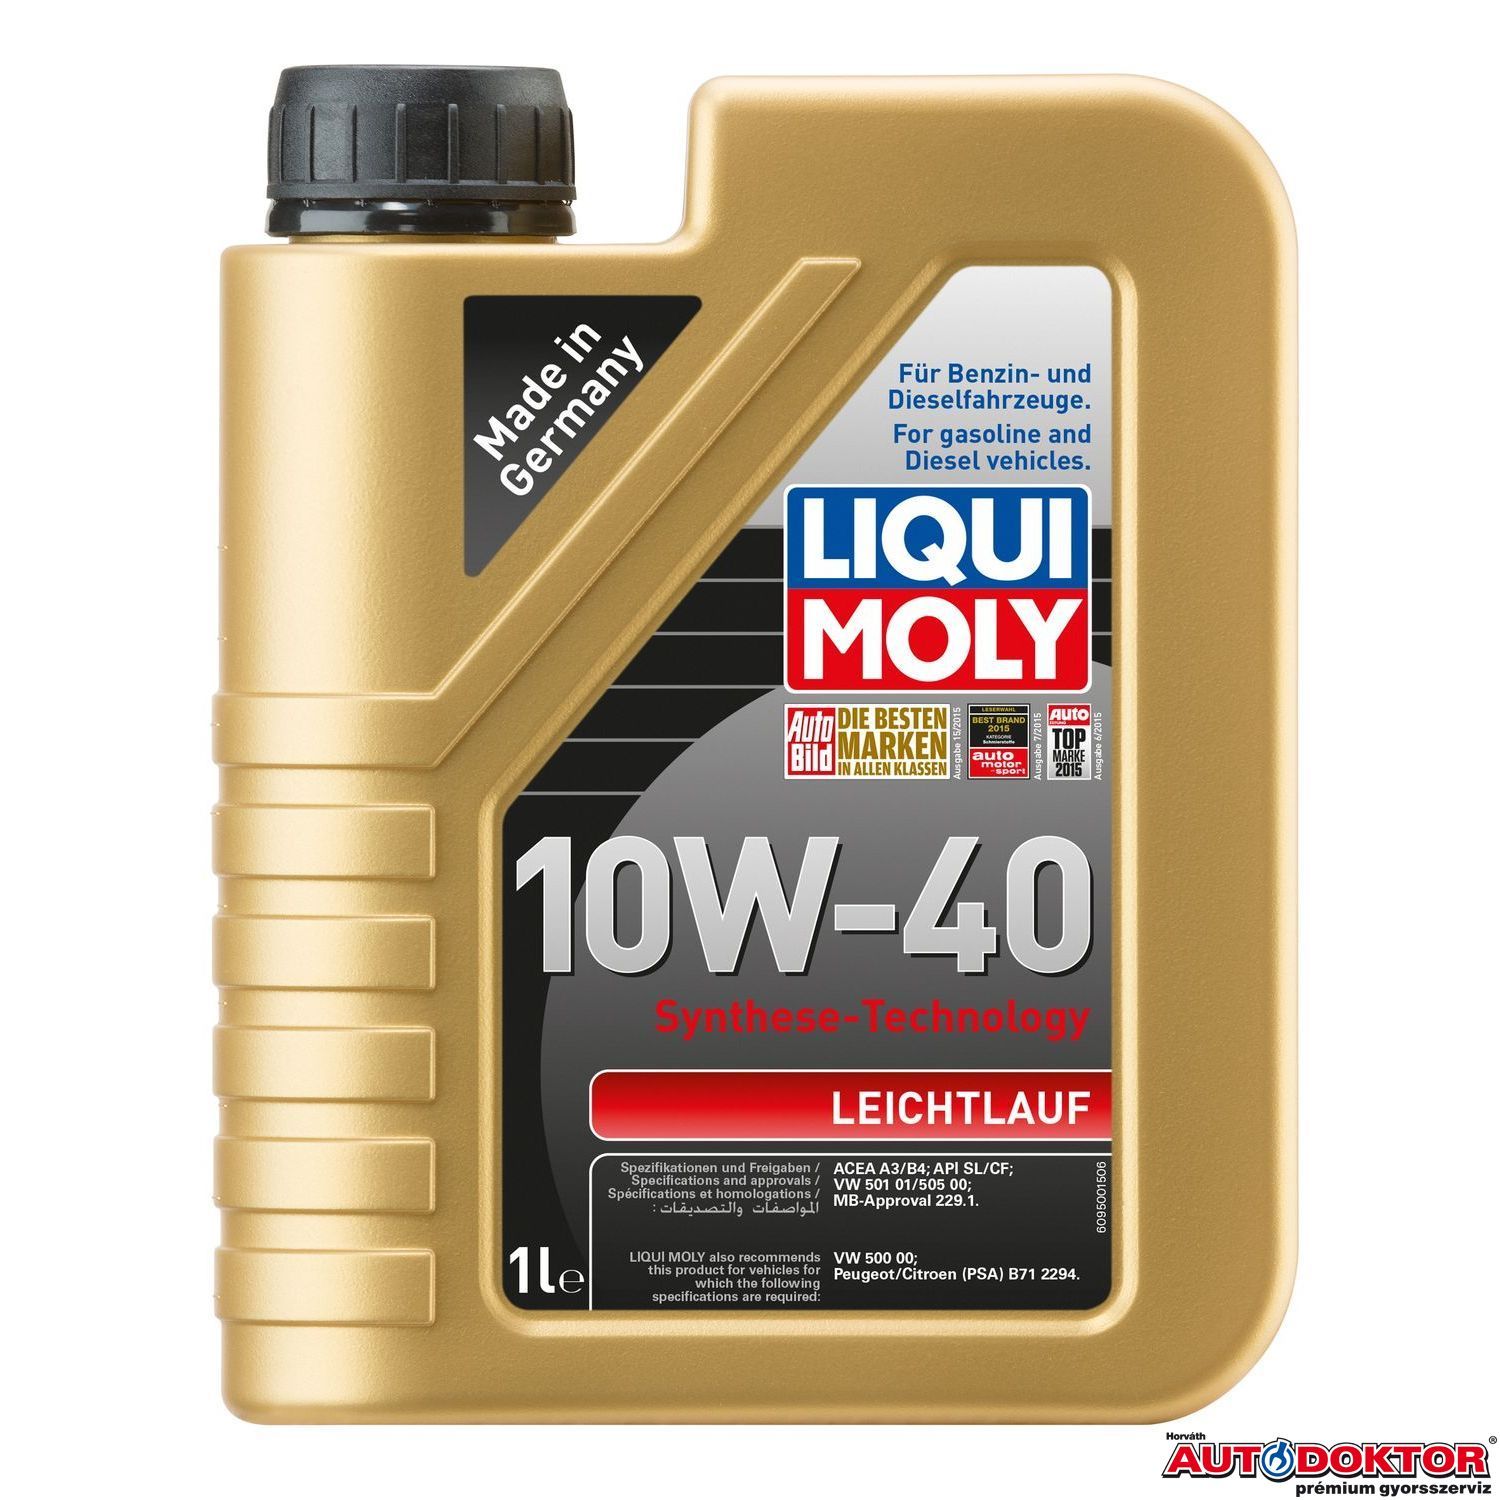 Made in
Germany
Für Benzin- und
Dieselfahrzeuge.
For gasoline and
Diesel vehicles.
LIQUI
MOLY
Auto
Bild
DIE BESTEN
MARKEN
IN ALLEN KLASSEN
Ausgabe 15/2015
LESERWAHL
BEST BRAND
2015
KATEGORIE
Schmierstoffe
auto
motor
sport
Ausgabe 7/2015
Auto
ZEITUNG
TOP
MARKE
2015
Ausgabe 6/2015
10W-40
Synthese-Technology
LEICHTLAUF
Spezifikationen und Freigaben /
Specifications and approvals /
Spécifications et homologations /
المواصفات والتصديقات :
ACEA A3/B4; API SL/CF;
VW 501 01/505 00;
MB-Approval 229.1.
6095001506
1L e
LIQUI MOLY also recommends
this product for vehicles for
which the following
specifications are required:
VW 500 00;
Peugeot/Citroen (PSA) B71 2294.
Horváth
AUTODOKTOR®
prémium gyorsszerviz